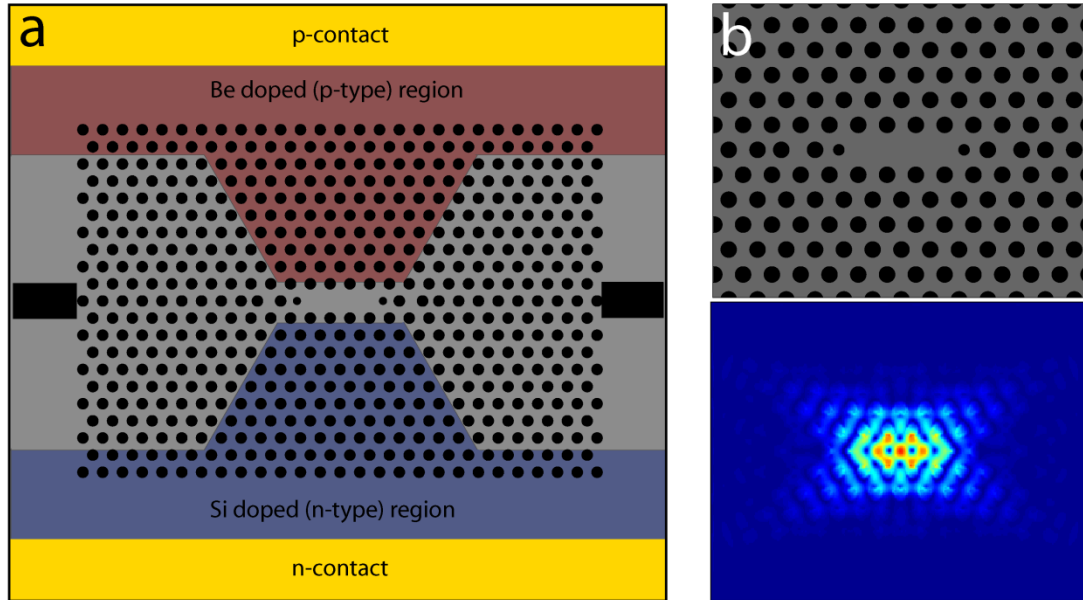 a
p-contact
Be doped (p-type) region
Si doped (n-type) region
n-contact
b